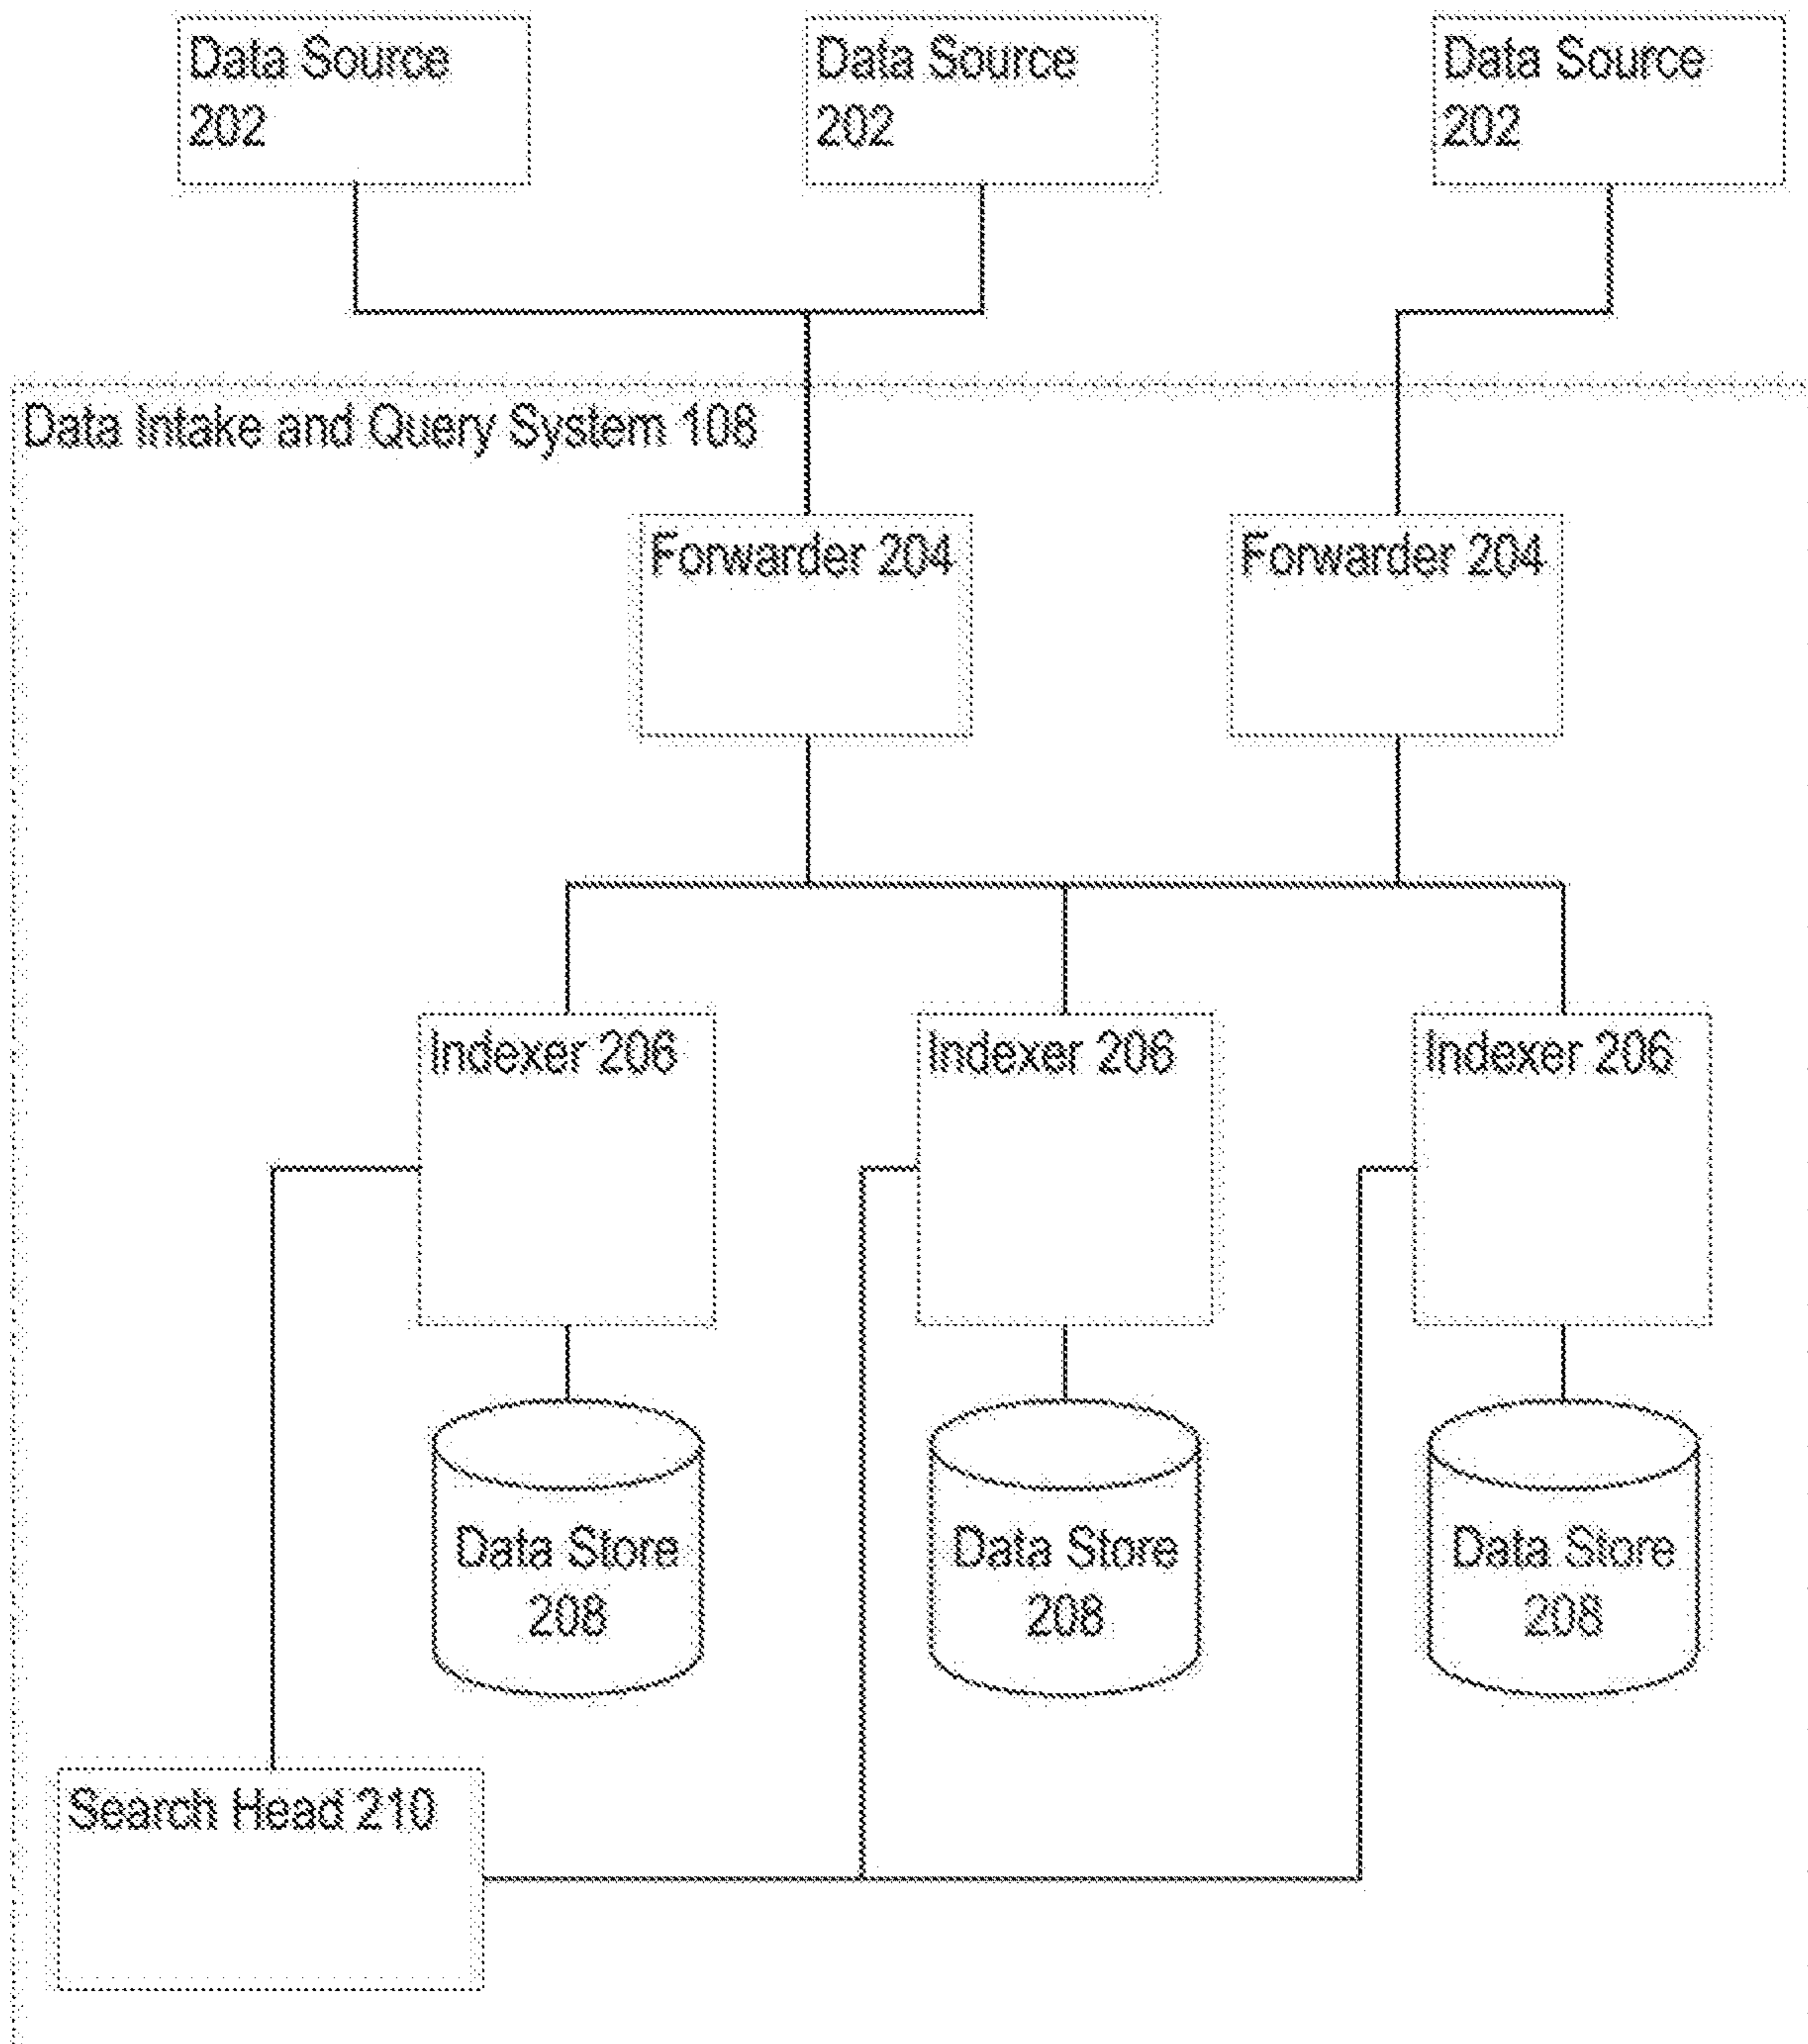 Data Source
202
Data Source
202
Data Source
202
Data Intake and Query System 108
Forwarder 204
Forwarder 204
Indexer 206
Indexer 206
Indexer 206
Data Store
208
Data Store
208
Data Store
208
Search Head 210